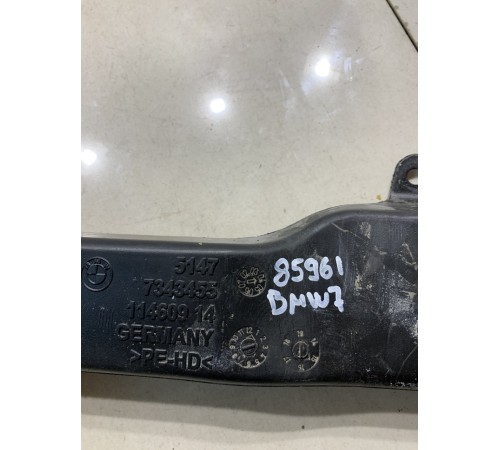 5147
7343455
114609 14
GERMANY
>PE-HD<
85961
BMW7